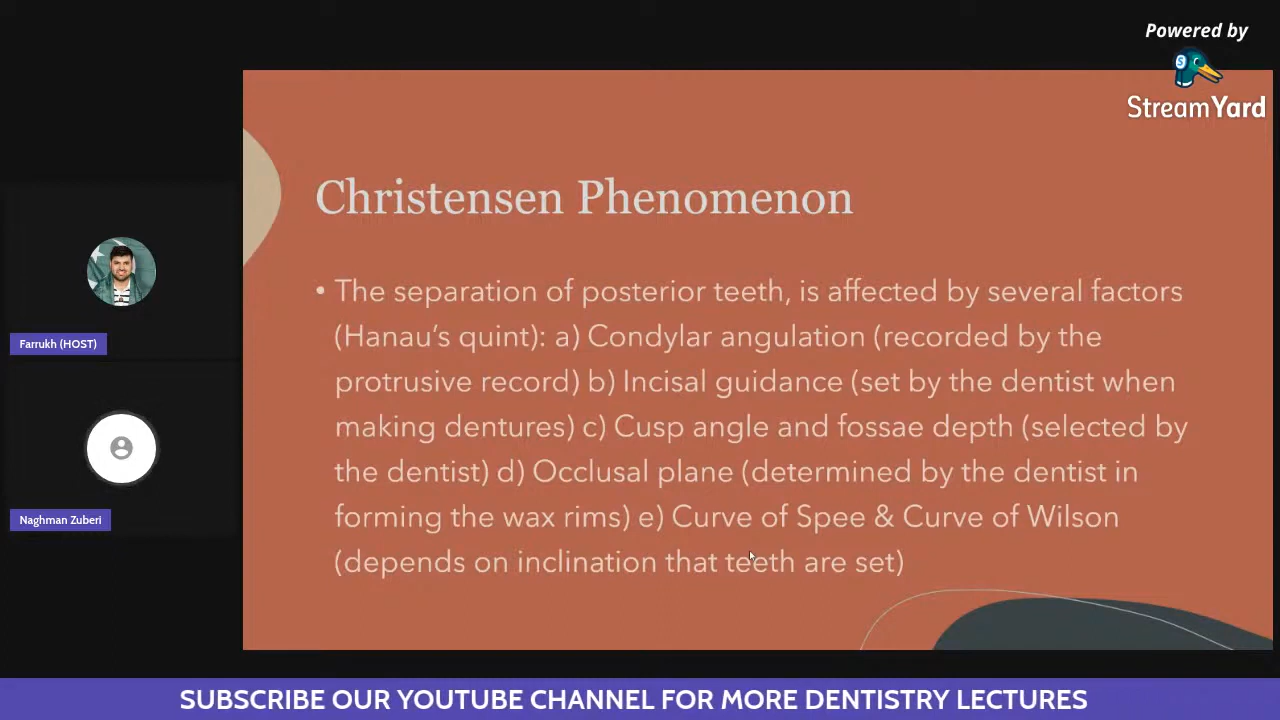 Powered by
StreamYard
Christensen Phenomenon
• The separation of posterior teeth, is affected by several factors
(Hanau's quint): a) Condylar angulation (recorded by the
protrusive record) b) Incisal guidance (set by the dentist when
making dentures) c) Cusp angle and fossae depth (selected by
the dentist) d) Occlusal plane (determined by the dentist in
forming the wax rims) e) Curve of Spee & Curve of Wilson
(depends on inclination that teeth are set)
Farrukh (HOST)
Naghman Zuberi
SUBSCRIBE OUR YOUTUBE CHANNEL FOR MORE DENTISTRY LECTURES